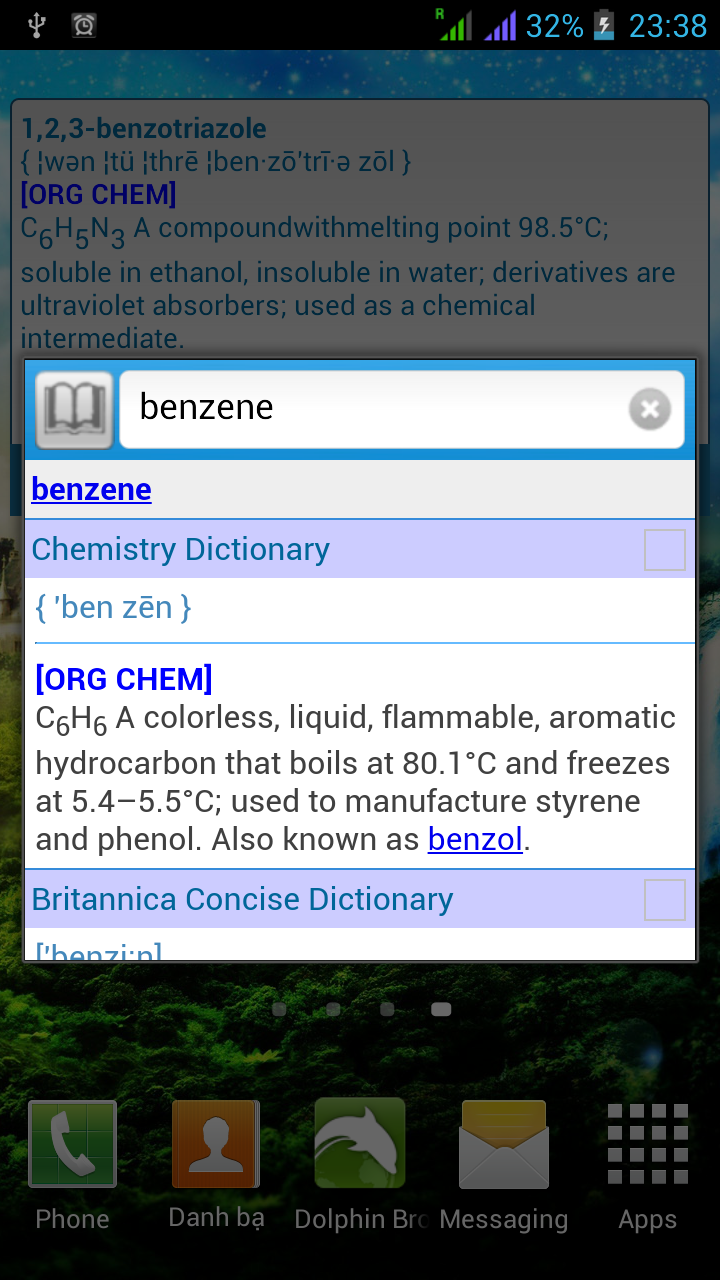 R 32% 23:38
1,2,3-benzotriazole
{ ¦wən ¦tü ¦thrē ¦ben·zō'trī·ə zōl }
[ORG CHEM]
C6H5N3 A compoundwithmelting point 98.5°C;
soluble in ethanol, insoluble in water; derivatives are
ultraviolet absorbers; used as a chemical
intermediate.
benzene
benzene
Chemistry Dictionary
{ 'ben zēn }
[ORG CHEM]
C6H6 A colorless, liquid, flammable, aromatic
hydrocarbon that boils at 80.1°C and freezes
at 5.4–5.5°C; used to manufacture styrene
and phenol. Also known as benzol.
Britannica Concise Dictionary
['benzi:n]
Phone Danh bạ Dolphin Bro Messaging Apps